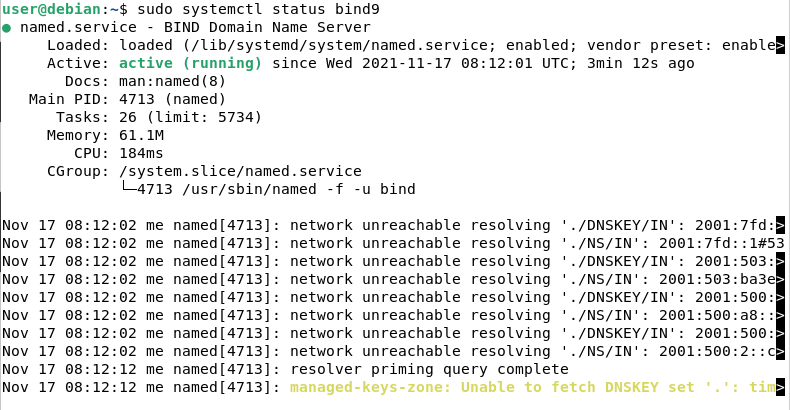 user@debian:~$ sudo systemctl status bind9
● named.service - BIND Domain Name Server
     Loaded: loaded (/lib/systemd/system/named.service; enabled; vendor preset: enable>
     Active: active (running) since Wed 2021-11-17 08:12:01 UTC; 3min 12s ago
       Docs: man:named(8)
   Main PID: 4713 (named)
      Tasks: 26 (limit: 5734)
     Memory: 61.1M
        CPU: 184ms
     CGroup: /system.slice/named.service
             └─4713 /usr/sbin/named -f -u bind
Nov 17 08:12:02 me named[4713]: network unreachable resolving './DNSKEY/IN': 2001:7fd:>
Nov 17 08:12:02 me named[4713]: network unreachable resolving './NS/IN': 2001:7fd::1#53
Nov 17 08:12:02 me named[4713]: network unreachable resolving './DNSKEY/IN': 2001:503:>
Nov 17 08:12:02 me named[4713]: network unreachable resolving './NS/IN': 2001:503:ba3e>
Nov 17 08:12:02 me named[4713]: network unreachable resolving './DNSKEY/IN': 2001:500:>
Nov 17 08:12:02 me named[4713]: network unreachable resolving './NS/IN': 2001:500:a8::>
Nov 17 08:12:02 me named[4713]: network unreachable resolving './DNSKEY/IN': 2001:500:>
Nov 17 08:12:02 me named[4713]: network unreachable resolving './NS/IN': 2001:500:2::c>
Nov 17 08:12:12 me named[4713]: resolver priming query complete
Nov 17 08:12:12 me named[4713]: managed-keys-zone: Unable to fetch DNSKEY set '.': tim>